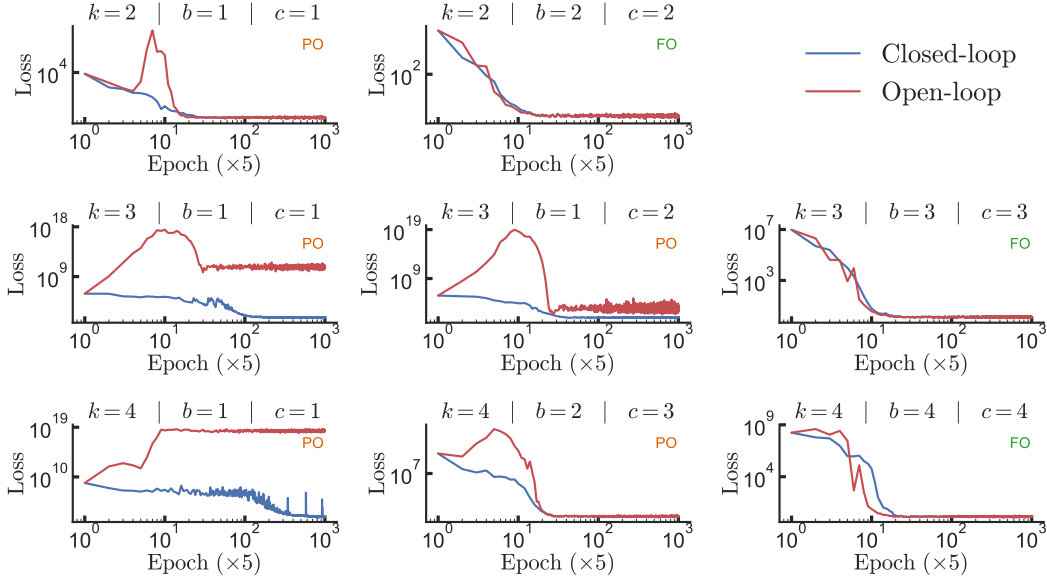 k = 2 | b = 1 | c = 1
PO
Loss
10^4
10^0 10^1 10^2 10^3
Epoch (×5)
k = 2 | b = 2 | c = 2
FO
Loss
10^2
10^0 10^1 10^2 10^3
Epoch (×5)
Closed-loop
Open-loop
k = 3 | b = 1 | c = 1
PO
Loss
10^18
10^9
10^0 10^1 10^2 10^3
Epoch (×5)
k = 3 | b = 1 | c = 2
PO
Loss
10^19
10^9
10^0 10^1 10^2 10^3
Epoch (×5)
k = 3 | b = 3 | c = 3
FO
Loss
10^7
10^3
10^0 10^1 10^2 10^3
Epoch (×5)
k = 4 | b = 1 | c = 1
PO
Loss
10^19
10^10
10^0 10^1 10^2 10^3
Epoch (×5)
k = 4 | b = 2 | c = 3
PO
Loss
10^7
10^0 10^1 10^2 10^3
Epoch (×5)
k = 4 | b = 4 | c = 4
FO
Loss
10^9
10^4
10^0 10^1 10^2 10^3
Epoch (×5)